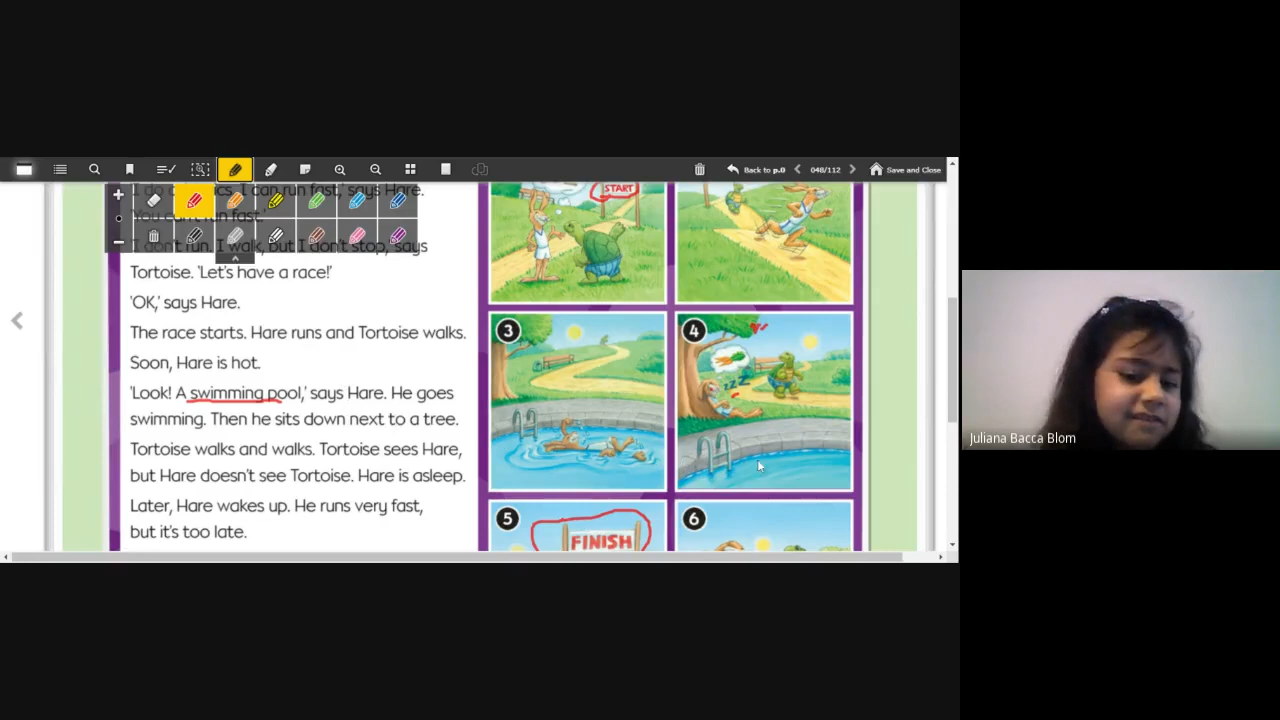 Back to p.0
048/112
Save and Close
'I do athletics, 'I can run fast,' says Hare.
'You can't run fast.'
'I don't run. I walk, but I don't stop,' says
Tortoise. 'Let's have a race!'
'OK,' says Hare.
The race starts. Hare runs and Tortoise walks.
Soon, Hare is hot.
'Look! A swimming pool,' says Hare. He goes
swimming. Then he sits down next to a tree.
Tortoise walks and walks. Tortoise sees Hare,
but Hare doesn't see Tortoise. Hare is asleep.
Later, Hare wakes up. He runs very fast,
but it's too late.
START
3
4
zZZ
5
FINISH
6
Juliana Bacca Blom